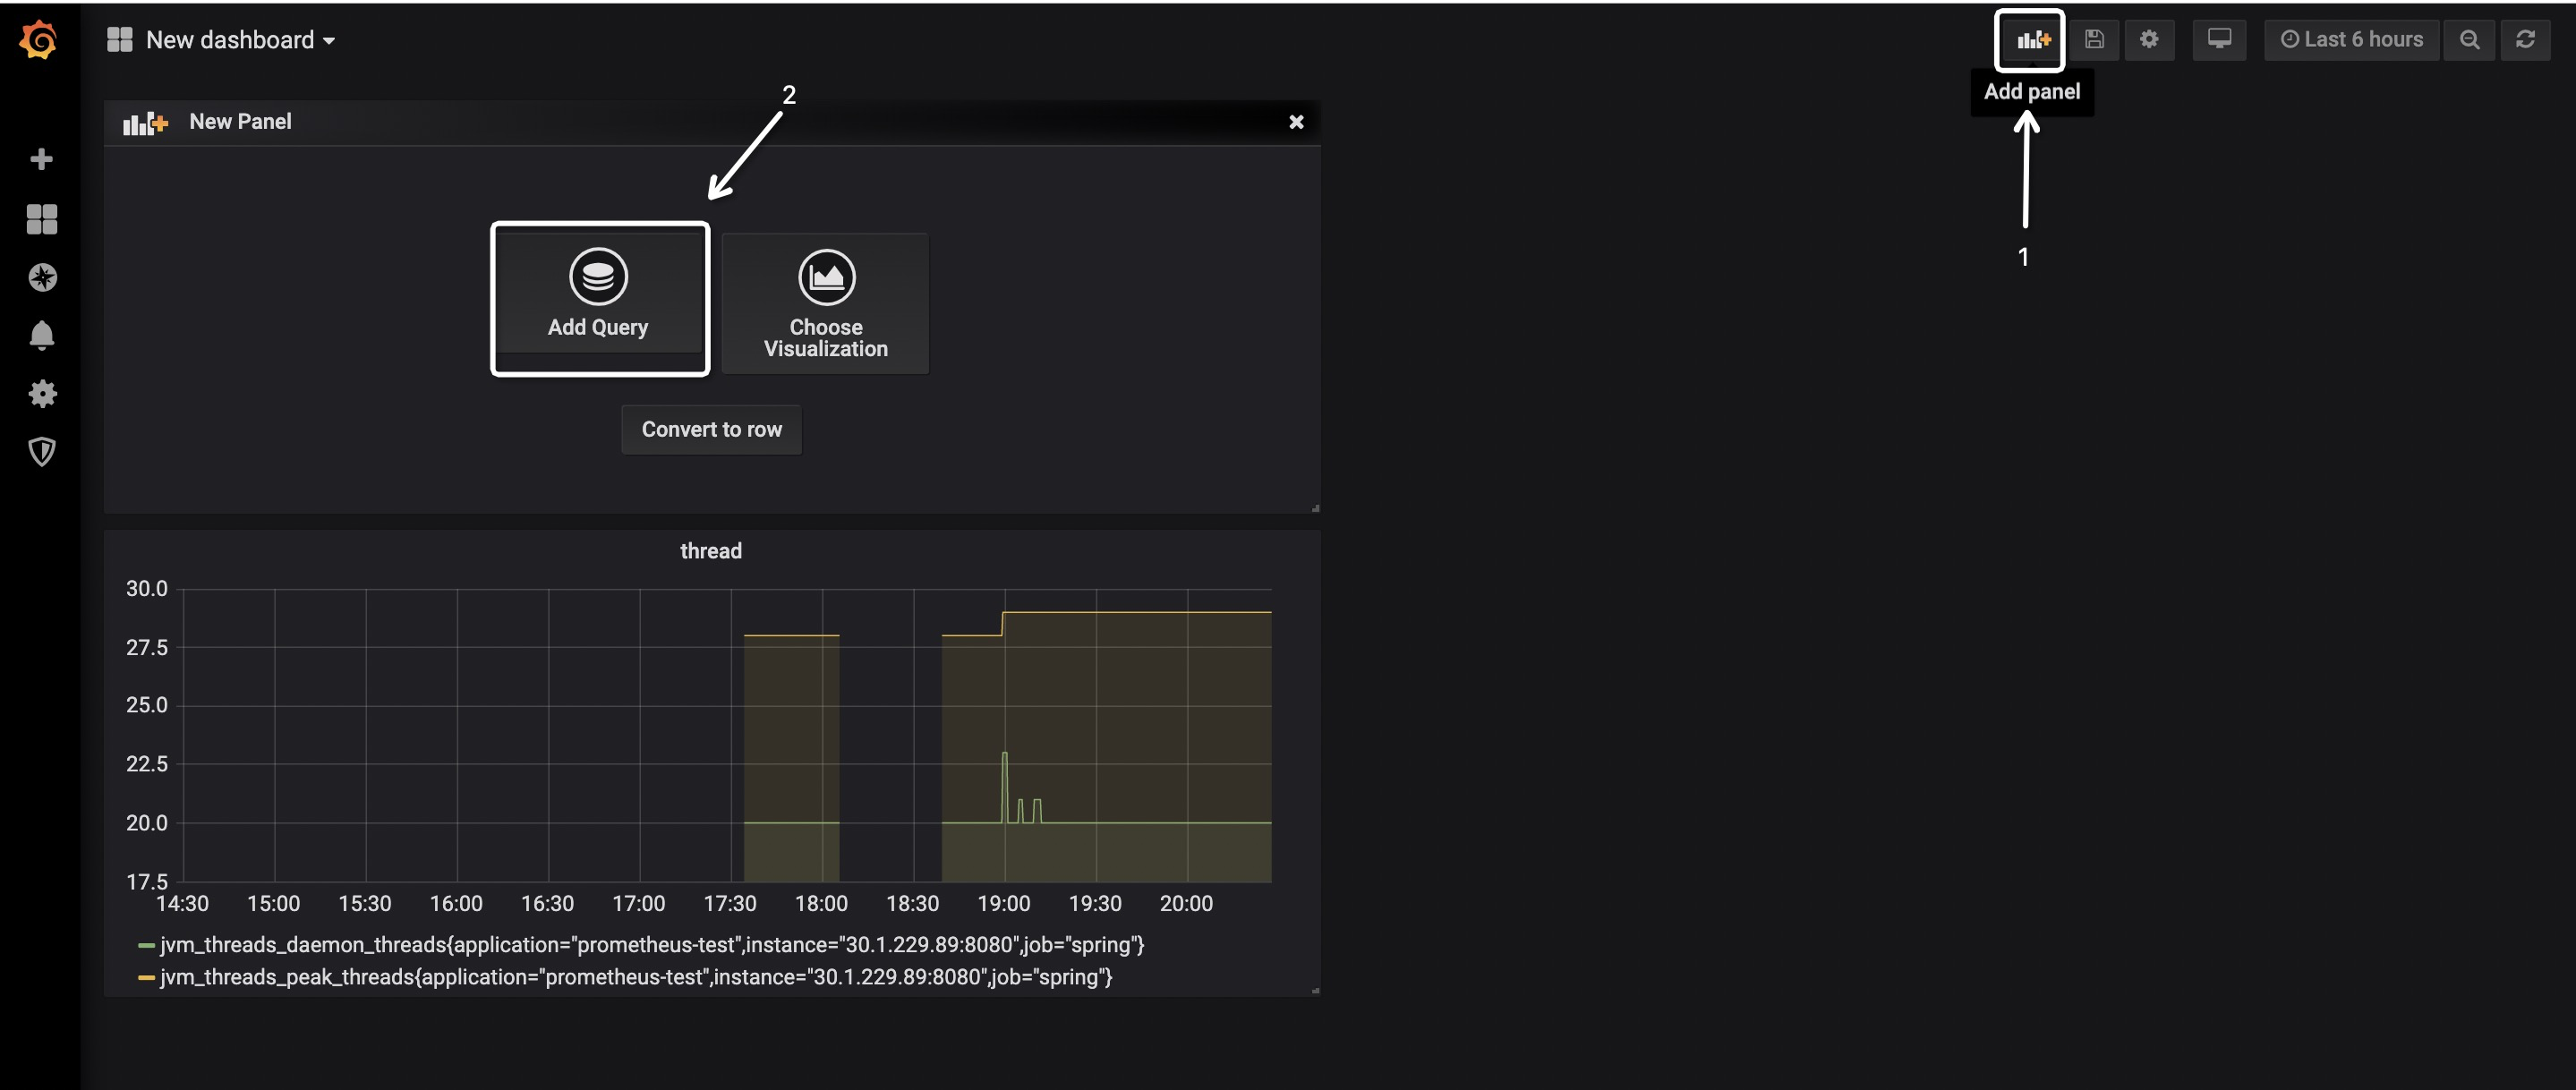 New dashboard
Last 6 hours
Add panel
2
New Panel
1
Add Query
Choose
Visualization
Convert to row
thread
30.0
27.5
25.0
22.5
20.0
17.5
14:30 15:00 15:30 16:00 16:30 17:00 17:30 18:00 18:30 19:00 19:30 20:00
jvm_threads_daemon_threads{application="prometheus-test",instance="30.1.229.89:8080",job="spring"}
jvm_threads_peak_threads{application="prometheus-test",instance="30.1.229.89:8080",job="spring"}